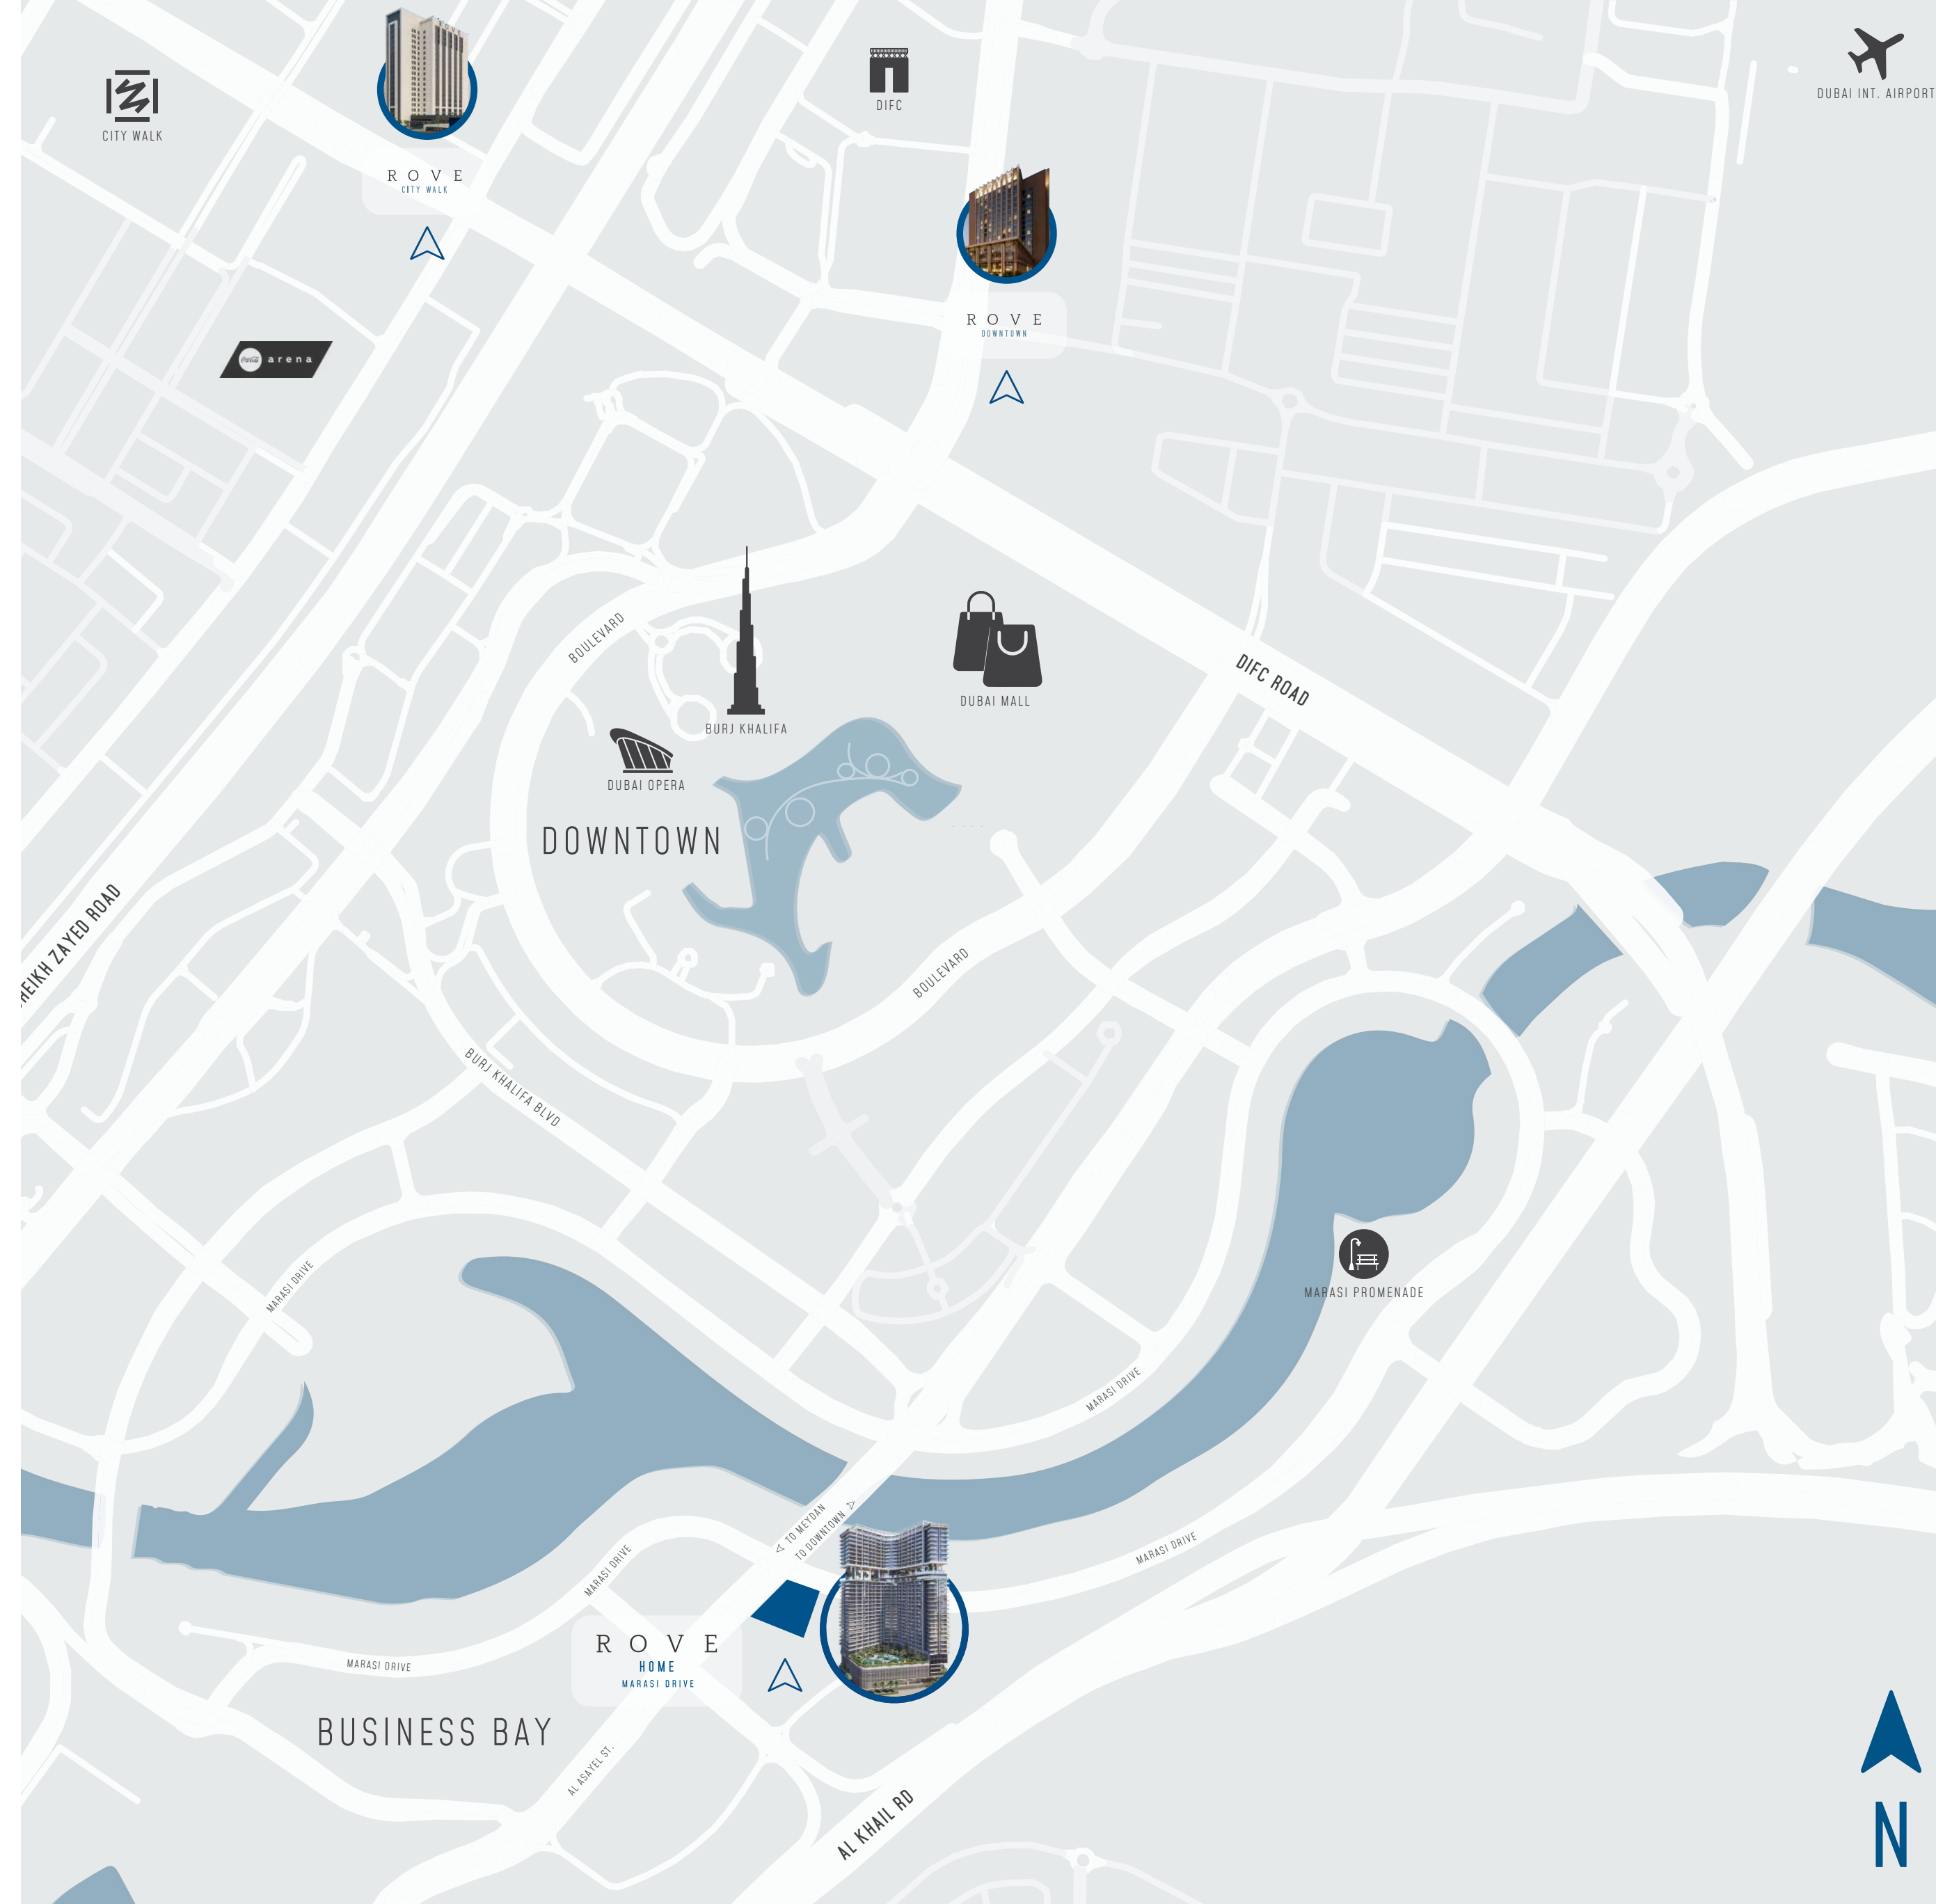 CITY WALK
ROVE
CITY WALK
DIFC
DUBAI INT. AIRPORT
ROVE
DOWNTOWN
Coca-Cola arena
BOULEVARD
BURJ KHALIFA
DUBAI MALL
DIFC ROAD
DUBAI OPERA
DOWNTOWN
HEIKH ZAYED ROAD
BOULEVARD
BURJ KHALIFA BLVD
MARASI DRIVE
MARASI PROMENADE
MARASI DRIVE
TO MEYDAN
TO DOWNTOWN
MARASI DRIVE
MARASI DRIVE
ROVE
HOME
MARASI DRIVE
MARASI DRIVE
BUSINESS BAY
AL ASAYEL ST.
AL KHAIL RD
N